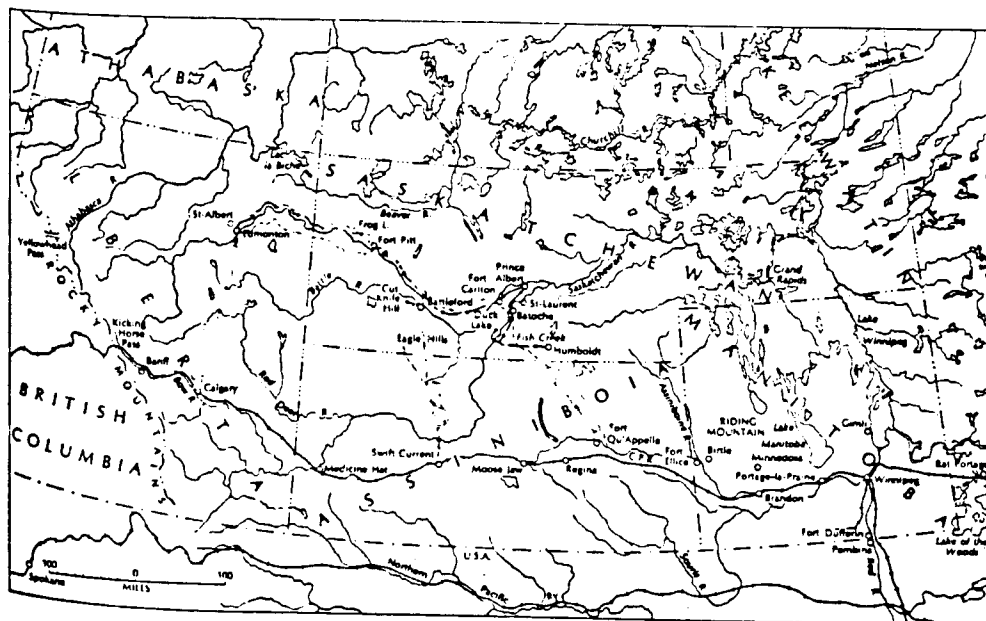 ATHABASKA
ALBERTA
SASKATCHEWAN
ASSINIBOIA
MANITOBA
Nelson R.
Churchill
Lac
la Biche
Athabasca
St-Albert
Edmonton
Beaver R.
Frog L.
Fort Pitt
Yellowhead
Pass
ROCKY MOUNTAINS
Battle R.
Cut
Knife
Hill
Battleford
Prince
Albert
Fort
Carlton
St-Laurent
Batoche
Duck
Lake
Fish Creek
Humboldt
Eagle Hills
Saskatchewan R.
Grand
Rapids
Lake
Winnipeg
Kicking
Horse
Pass
Banff
Bow R.
Calgary
Red
Deer R.
BRITISH
COLUMBIA
Medicine Hat
Swift Current
Moose Jaw
Regina
Fort
Qu'Appelle
C.P.R.
Assiniboine R.
Fort
Ellice
Birtle
RIDING
MOUNTAIN
Lake
Manitoba
Minnedosa
Portage-la-Prairie
Brandon
Gimli
Winnipeg
Rat Portage
Lake of the
Woods
Fort Dufferin
Pembina
Red R.
Souris R.
U.S.A.
Northern
Pacific
Ry.
Spokane
100 0 100
MILES